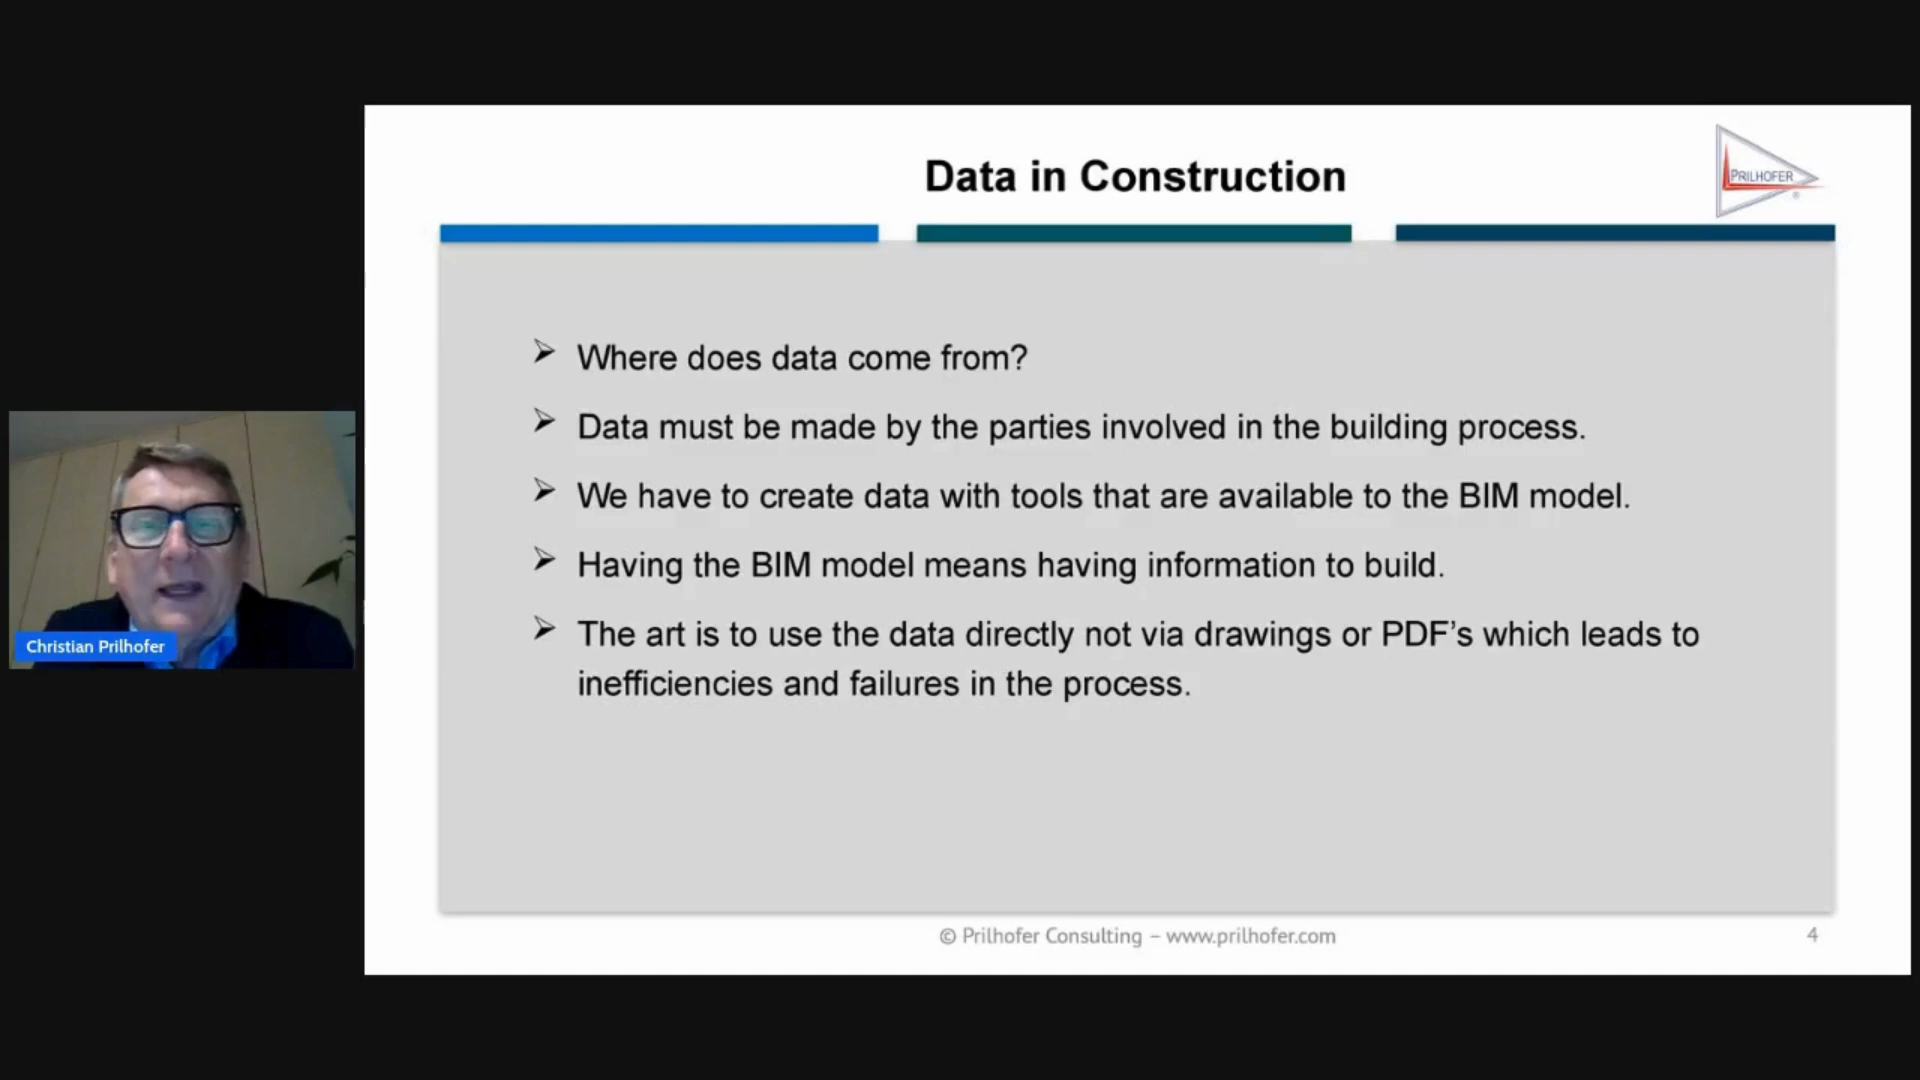 Data in Construction
PRILHOFER
®
Where does data come from?
Data must be made by the parties involved in the building process.
We have to create data with tools that are available to the BIM model.
Having the BIM model means having information to build.
The art is to use the data directly not via drawings or PDF’s which leads to
inefficiencies and failures in the process.
Christian Prilhofer
© Prilhofer Consulting – www.prilhofer.com
4